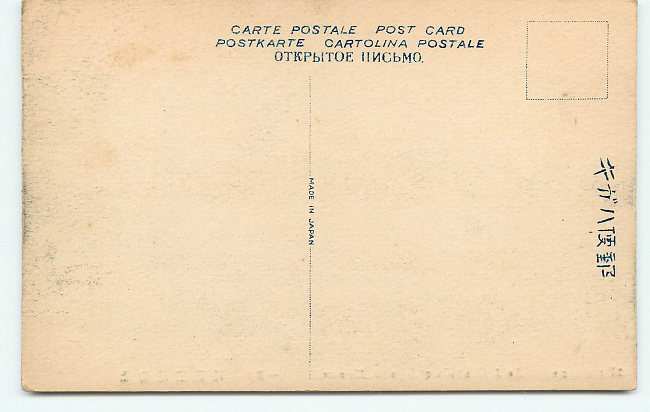 CARTE POSTALE POST CARD
POSTKARTE CARTOLINA POSTALE
ОТКРЫТОЕ ПИСЬМО.
MADE IN JAPAN
郵便ハガキ